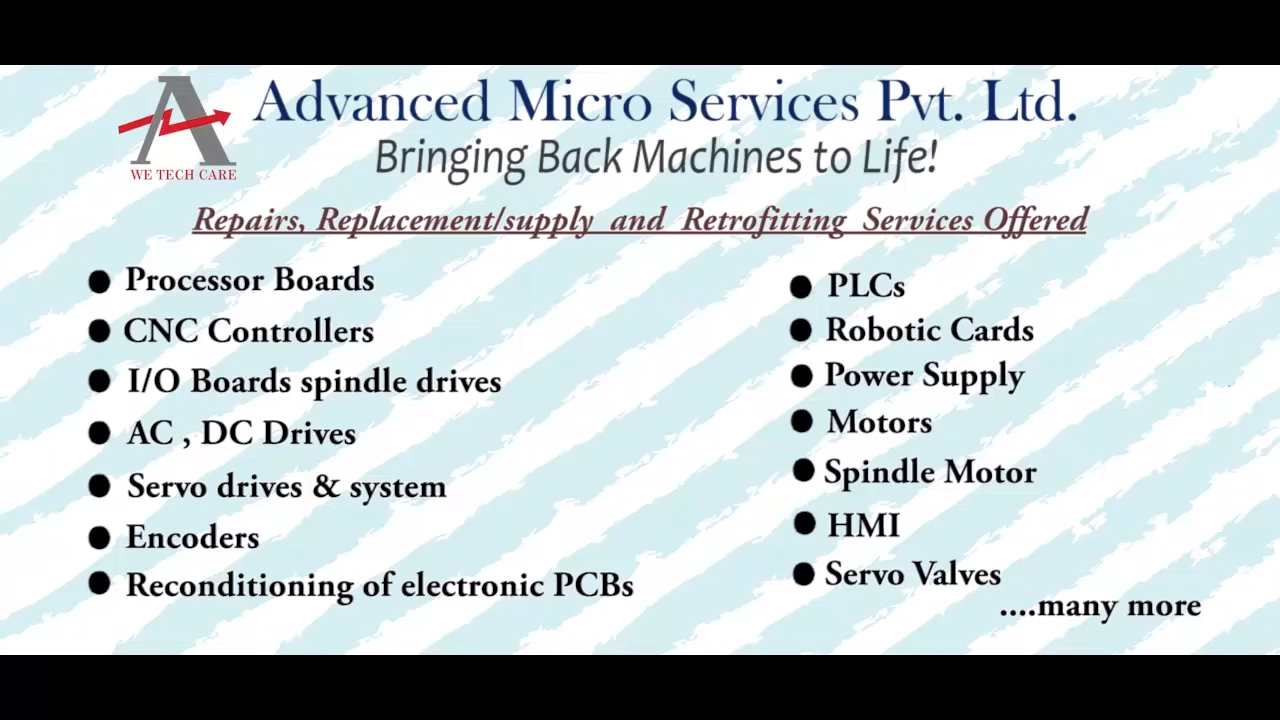 Advanced Micro Services Pvt. Ltd.
Bringing Back Machines to Life!
WE TECH CARE
Repairs, Replacement/supply and Retrofitting Services Offered
Processor Boards
CNC Controllers
I/O Boards spindle drives
AC , DC Drives
Servo drives & system
Encoders
Reconditioning of electronic PCBs
PLCs
Robotic Cards
Power Supply
Motors
Spindle Motor
HMI
Servo Valves
....many more